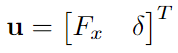 u = [F_x  δ]^T